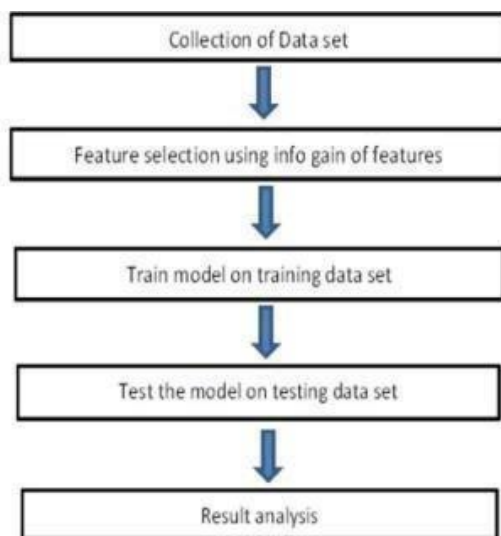 Collection of Data set
Feature selection using info gain of features
Train model on training data set
Test the model on testing data set
Result analysis